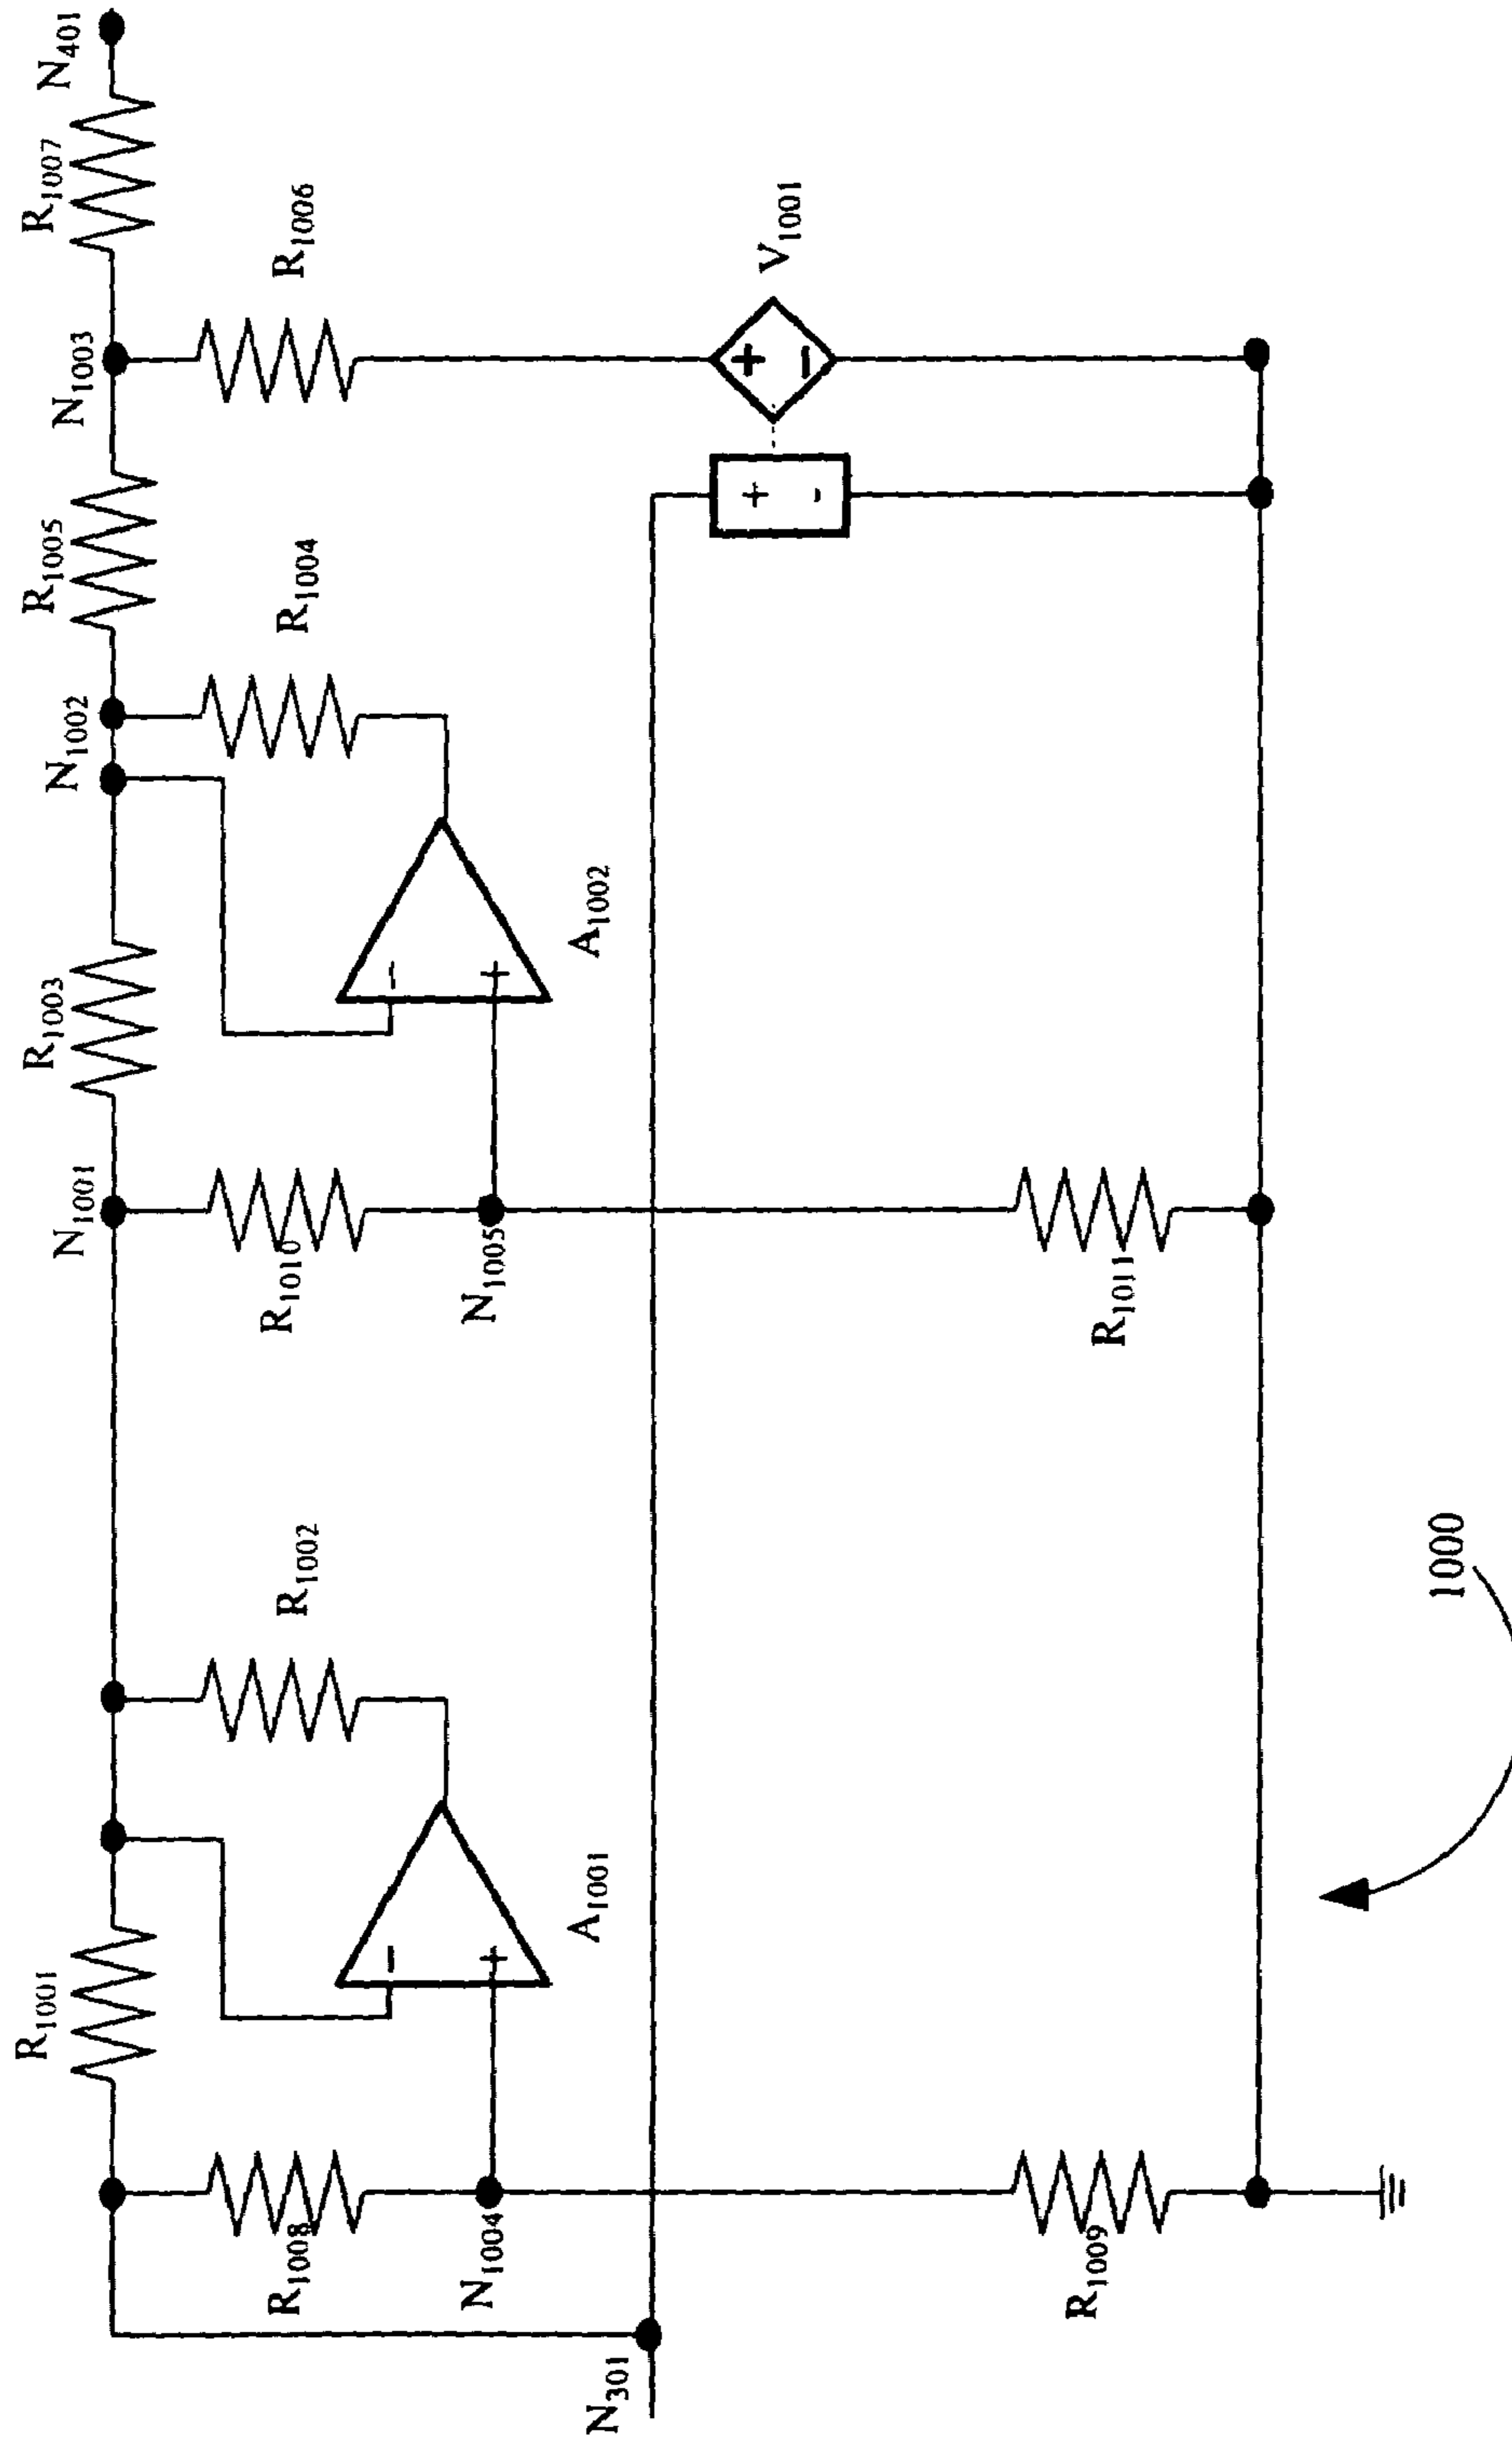 R1001
R1003
R1005
R1007
N1001
N1002
N1003
N401
R1008
R1002
R1010
R1004
R1006
-
+
-
+
N1004
N1005
A1001
A1002
N301
+
-
+
-
V1001
R1009
R1011
1000